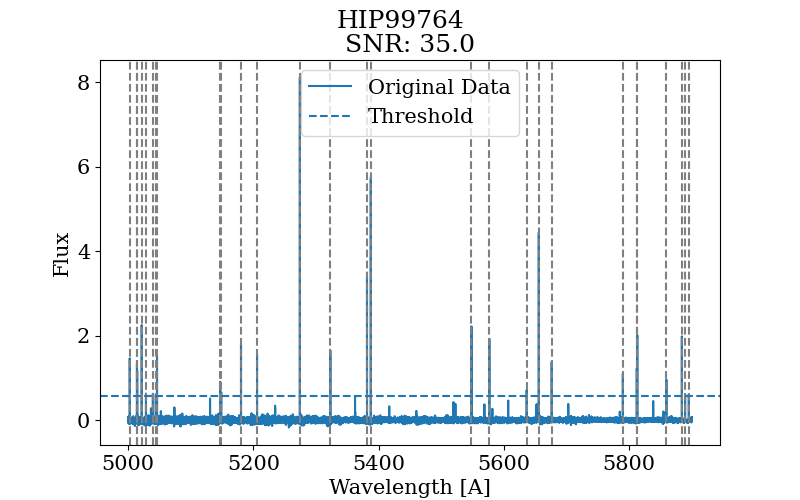 HIP99764
SNR: 35.0
Original Data
Threshold
8
6
4
2
0
Flux
5000 5200 5400 5600 5800
Wavelength [A]